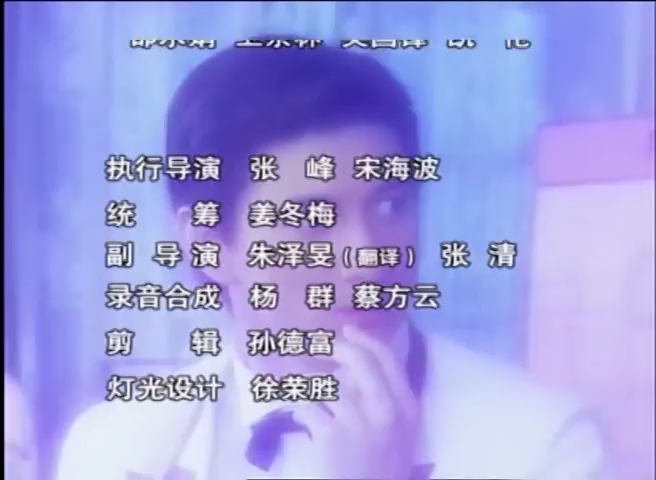 执行导演 张 峰 宋海波
统 筹 姜冬梅
副 导 演 朱泽旻(翻译) 张 清
录音合成 杨 群 蔡方云
剪 辑 孙德富
灯光设计 徐荣胜